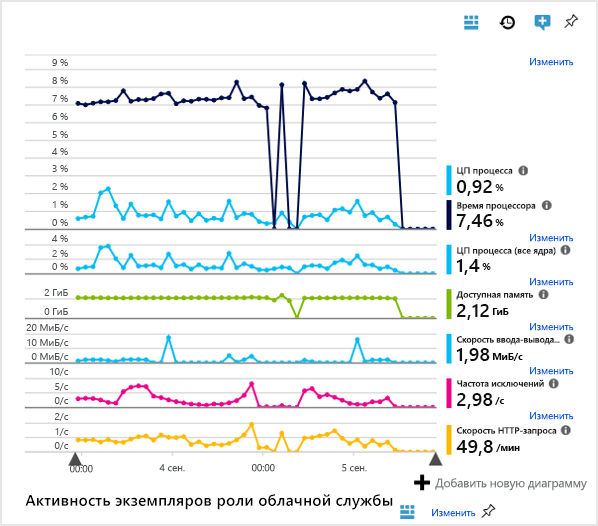 Изменить
9 %
8 %
7 %
6 %
5 %
4 %
3 %
2 %
1 %
0 %
ЦП процесса
0,92 %
Время процессора
7,46 %
Изменить
4 %
2 %
0 %
ЦП процесса (все ядра)
1,4 %
Изменить
2 ГиБ
0 ГиБ
Доступная память
2,12 ГиБ
Изменить
20 МиБ/с
10 МиБ/с
0 МиБ/с
Скорость ввода-вывода...
1,98 МиБ/с
Изменить
10/с
5/с
0/с
Частота исключений
2,98 /с
Изменить
2/с
1/с
0/с
Скорость HTTP-запроса
49,8 /мин
00:00
4 сен.
00:00
5 сен.
Добавить новую диаграмму
Активность экземпляров роли облачной службы
Изменить